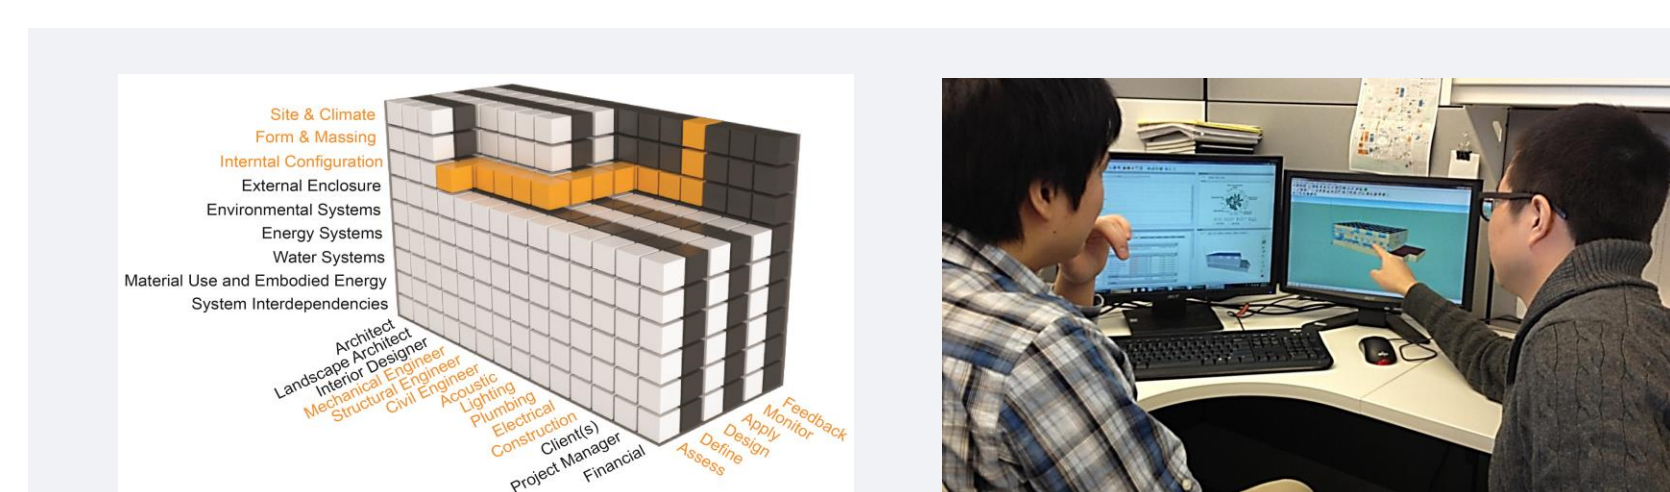 Site & Climate
Form & Massing
Interntal Configuration
External Enclosure
Environmental Systems
Energy Systems
Water Systems
Material Use and Embodied Energy
System Interdependencies
Architect
Landscape Architect
Interior Designer
Mechanical Engineer
Structural Engineer
Civil Engineer
Acoustic
Lighting
Plumbing
Electrical
Construction
Client(s)
Project Manager
Financial
Assess
Define
Design
Apply
Monitor
Feedback